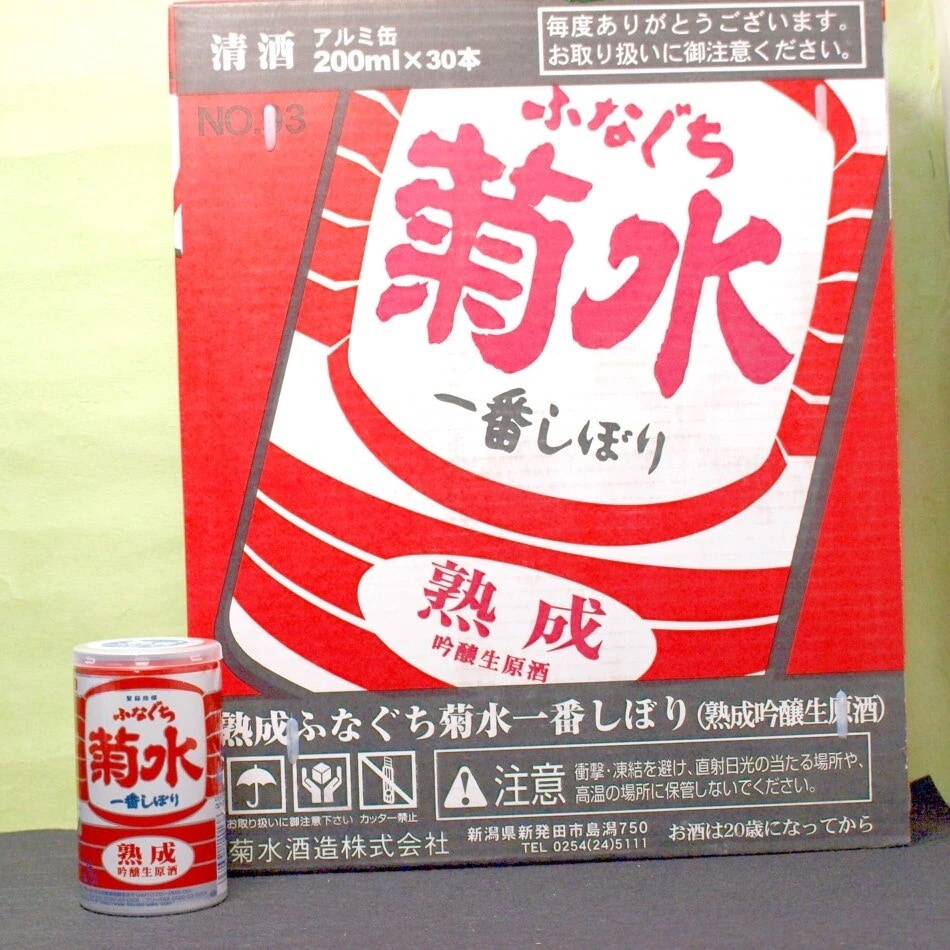 清酒
アルミ缶
200ml×30本
毎度ありがとうございます。
お取り扱いに御注意ください。
ふなぐち
菊水
一番しぼり
熟成
吟醸生原酒
熟成ふなぐち菊水一番しぼり(熟成吟醸生原酒)
お取り扱いに御注意下さい
カッター禁止
注意
衝撃・凍結を避け、直射日光の当たる場所や、
高温の場所に保管しないでください。
菊水酒造株式会社
新潟県新発田市島潟750
TEL 0254(24)5111
お酒は20歳になってから
登録商標
ふなぐち
菊水
一番しぼり
熟成
吟醸生原酒